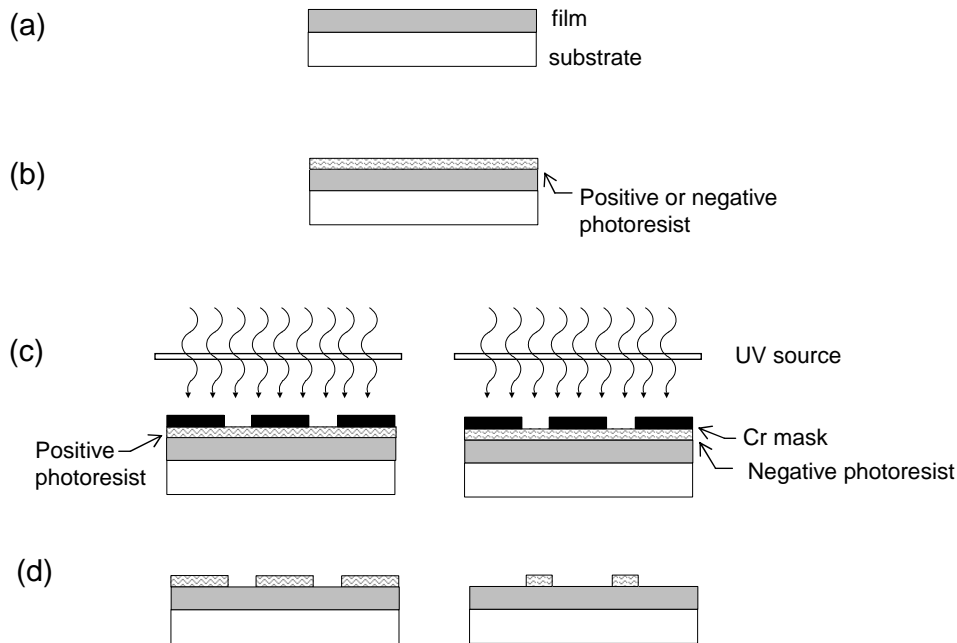 (a)
film
substrate
(b)
Positive or negative
photoresist
(c)
UV source
Positive
photoresist
Cr mask
Negative photoresist
(d)